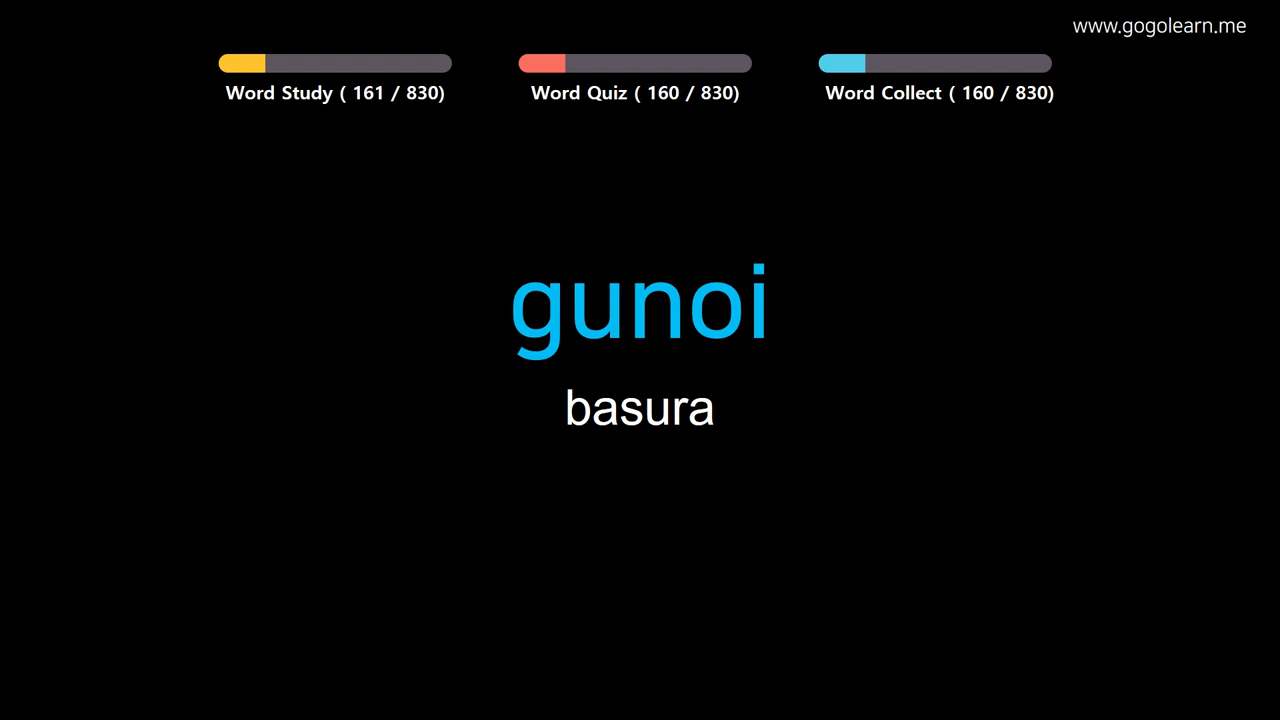 www.gogolearn.me
Word Study ( 161 / 830)
Word Quiz ( 160 / 830)
Word Collect ( 160 / 830)
gunoi
basura